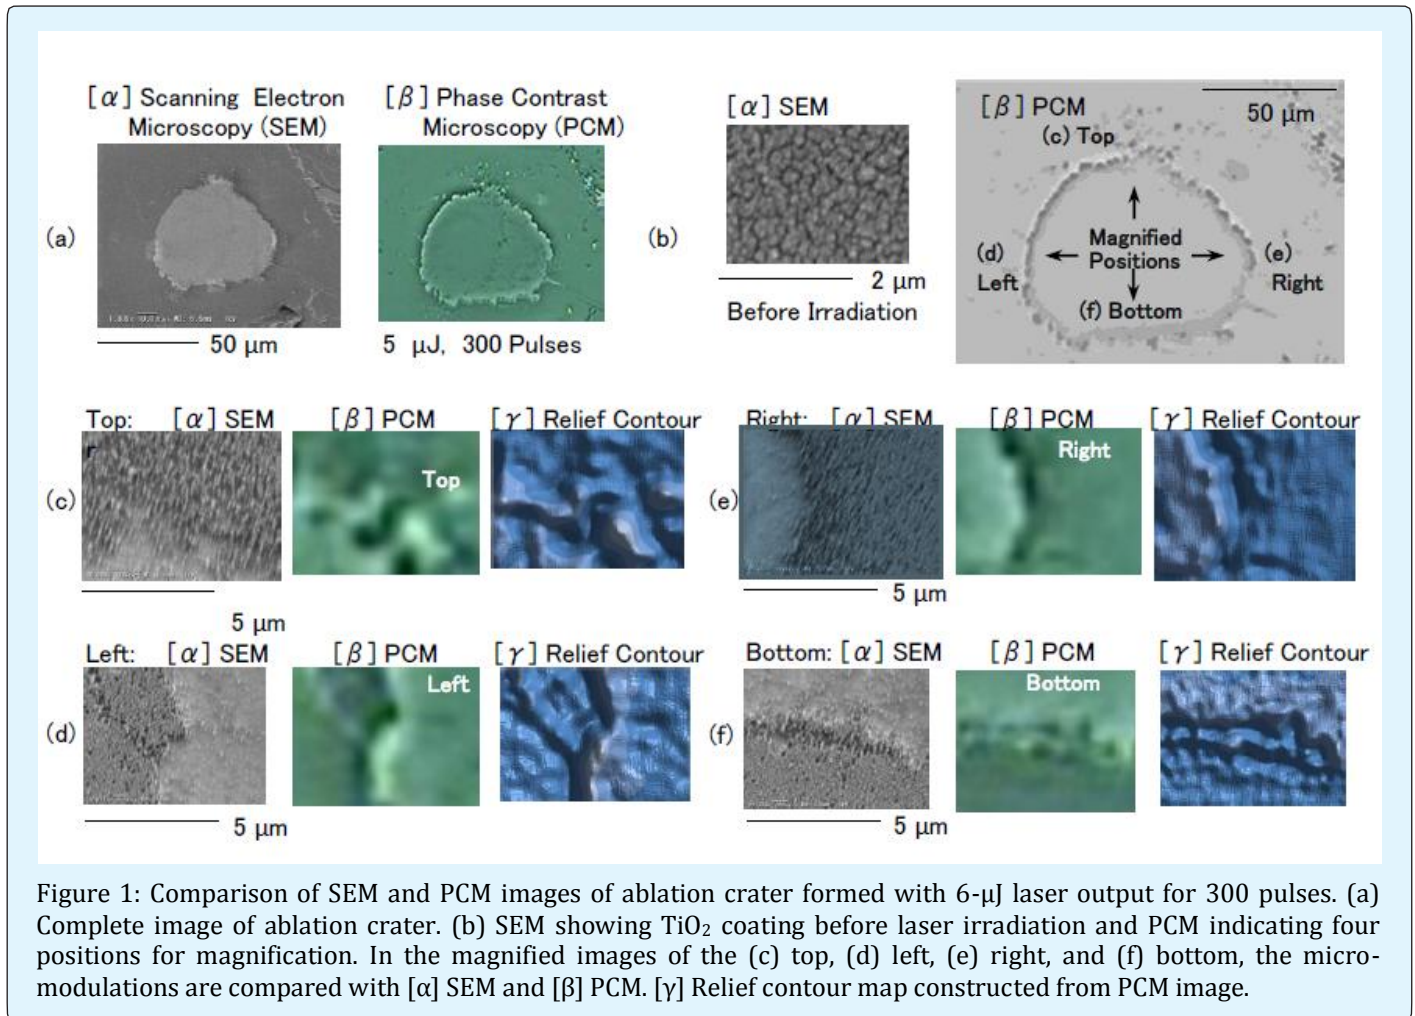 [α] Scanning Electron
Microscopy (SEM)
[β] Phase Contrast
Microscopy (PCM)
(a)
50 μm
5 μJ, 300 Pulses
(b)
[α] SEM
2 μm
Before Irradiation
[β] PCM
50 μm
(c) Top
(d)
Left
Magnified
Positions
(e)
Right
(f) Bottom
Top: [α] SEM
[β] PCM
[γ] Relief Contour
(c)
Top
5 μm
Right: [α] SEM
[β] PCM
[γ] Relief Contour
(e)
Right
5 μm
Left: [α] SEM
[β] PCM
[γ] Relief Contour
(d)
Left
5 μm
Bottom: [α] SEM
[β] PCM
[γ] Relief Contour
(f)
Bottom
5 μm
Figure 1: Comparison of SEM and PCM images of ablation crater formed with 6-μJ laser output for 300 pulses. (a)
Complete image of ablation crater. (b) SEM showing TiO₂ coating before laser irradiation and PCM indicating four
positions for magnification. In the magnified images of the (c) top, (d) left, (e) right, and (f) bottom, the micro-
modulations are compared with [α] SEM and [β] PCM. [γ] Relief contour map constructed from PCM image.